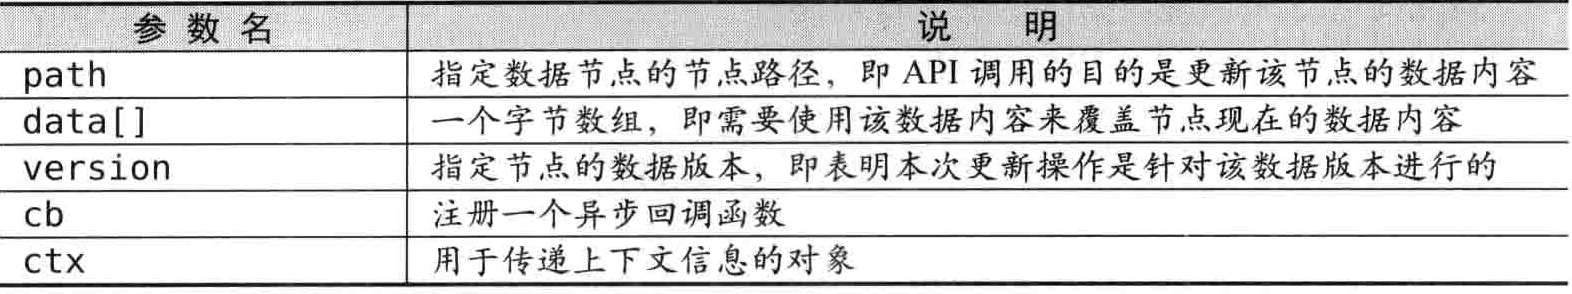 参数名 说明
path 指定数据节点的节点路径，即 API 调用的目的是更新该节点的数据内容
data[] 一个字节数组，即需要使用该数据内容来覆盖节点现在的数据内容
version 指定节点的数据版本，即表明本次更新操作是针对该数据版本进行的
cb 注册一个异步回调函数
ctx 用于传递上下文信息的对象